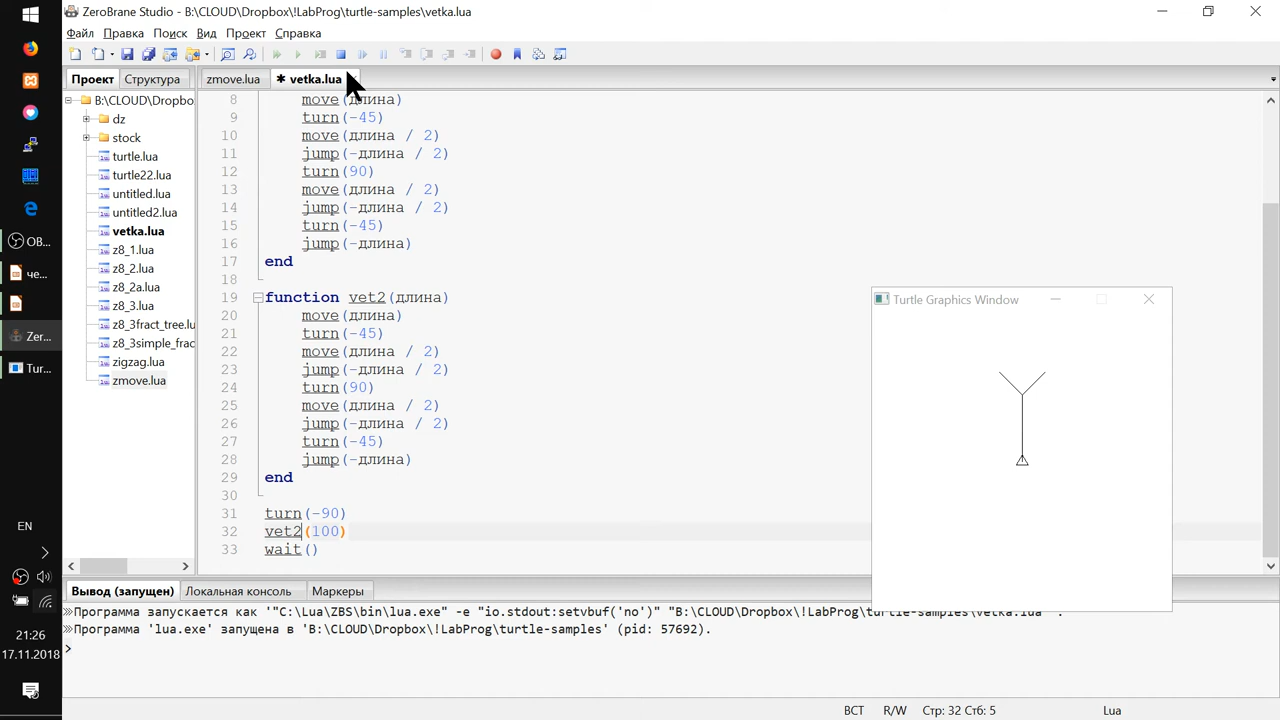 ZeroBrane Studio - B:\CLOUD\Dropbox\!LabProg\turtle-samples\vetka.lua
Файл Правка Поиск Вид Проект Справка
Проект Структура
zmove.lua ✱ vetka.lua
B:\CLOUD\Dropbo
dz
stock
turtle.lua
turtle22.lua
untitled.lua
untitled2.lua
vetka.lua
z8_1.lua
z8_2.lua
z8_2a.lua
z8_3.lua
z8_3fract_tree.lu
z8_3simple_frac
zigzag.lua
zmove.lua
8 move(длина)
9 turn(-45)
10 move(длина / 2)
11 jump(-длина / 2)
12 turn(90)
13 move(длина / 2)
14 jump(-длина / 2)
15 turn(-45)
16 jump(-длина)
17 end
18
19 function vet2(длина)
20 move(длина)
21 turn(-45)
22 move(длина / 2)
23 jump(-длина / 2)
24 turn(90)
25 move(длина / 2)
26 jump(-длина / 2)
27 turn(-45)
28 jump(-длина)
29 end
30
31 turn(-90)
32 vet2(100)
33 wait()
Turtle Graphics Window
Вывод (запущен) Локальная консоль Маркеры
Программа запускается как '"C:\Lua\ZBS\bin\lua.exe" -e "io.stdout:setvbuf('no')" "B:\CLOUD\Dropbox\!LabProg\turtle-samples\vetka.lua"'.
Программа 'lua.exe' запущена в 'B:\CLOUD\Dropbox\!LabProg\turtle-samples' (pid: 57692).
>
ВСТ R/W Стр: 32 Стб: 5 Lua
OB...
че...
Zer...
Tur...
EN
21:26
17.11.2018